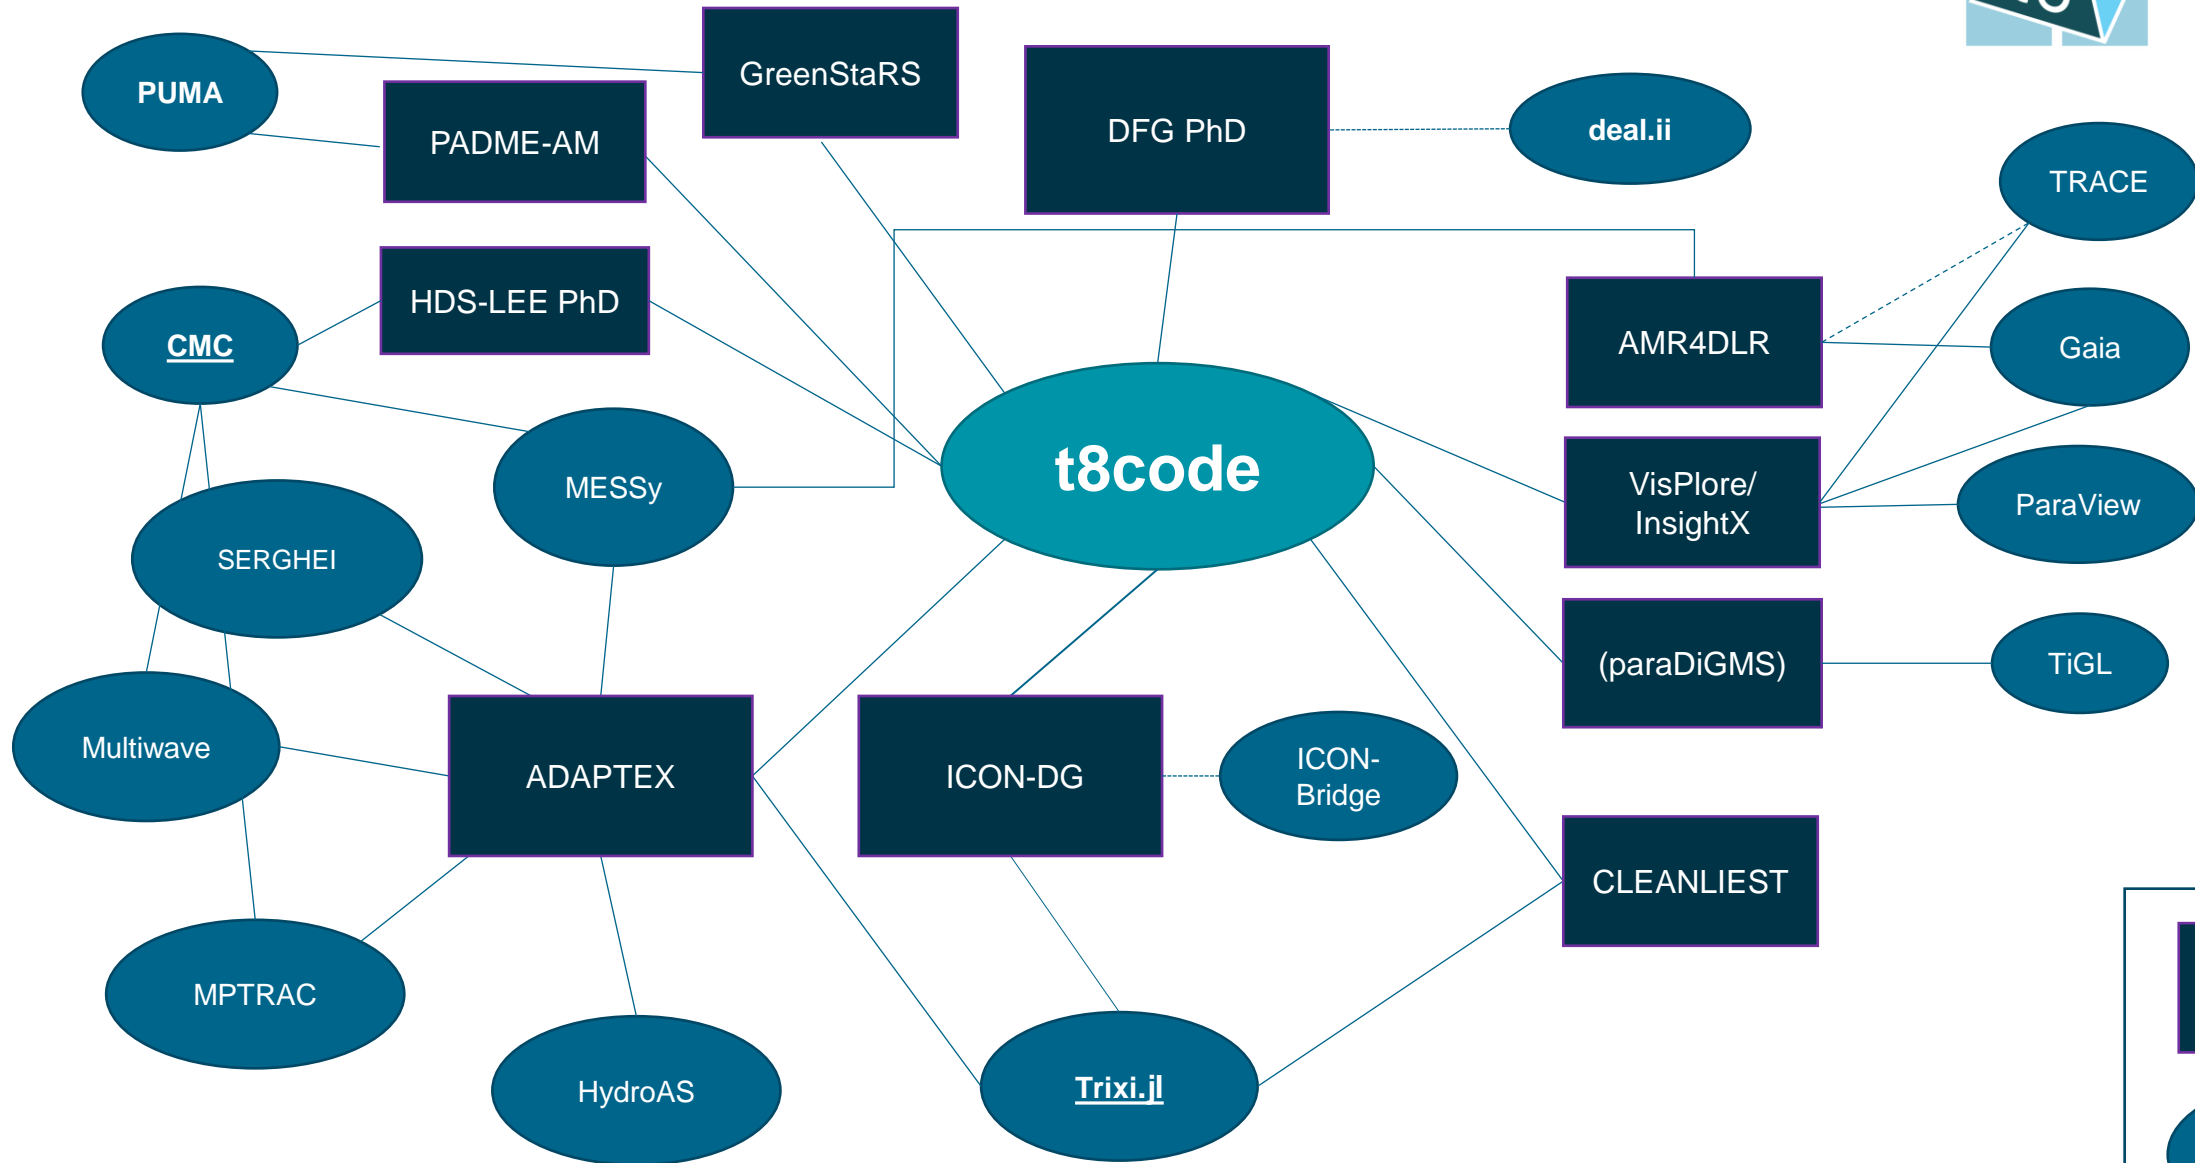 GreenStaRS
PUMA
PADME-AM
DFG PhD
deal.ii
TRACE
HDS-LEE PhD
CMC
AMR4DLR
Gaia
t8code
MESSy
VisPlore/
InsightX
ParaView
SERGHEI
(paraDiGMS)
TiGL
Multiwave
ADAPTEX
ICON-DG
ICON-
Bridge
CLEANLIEST
MPTRAC
HydroAS
Trixi.jl